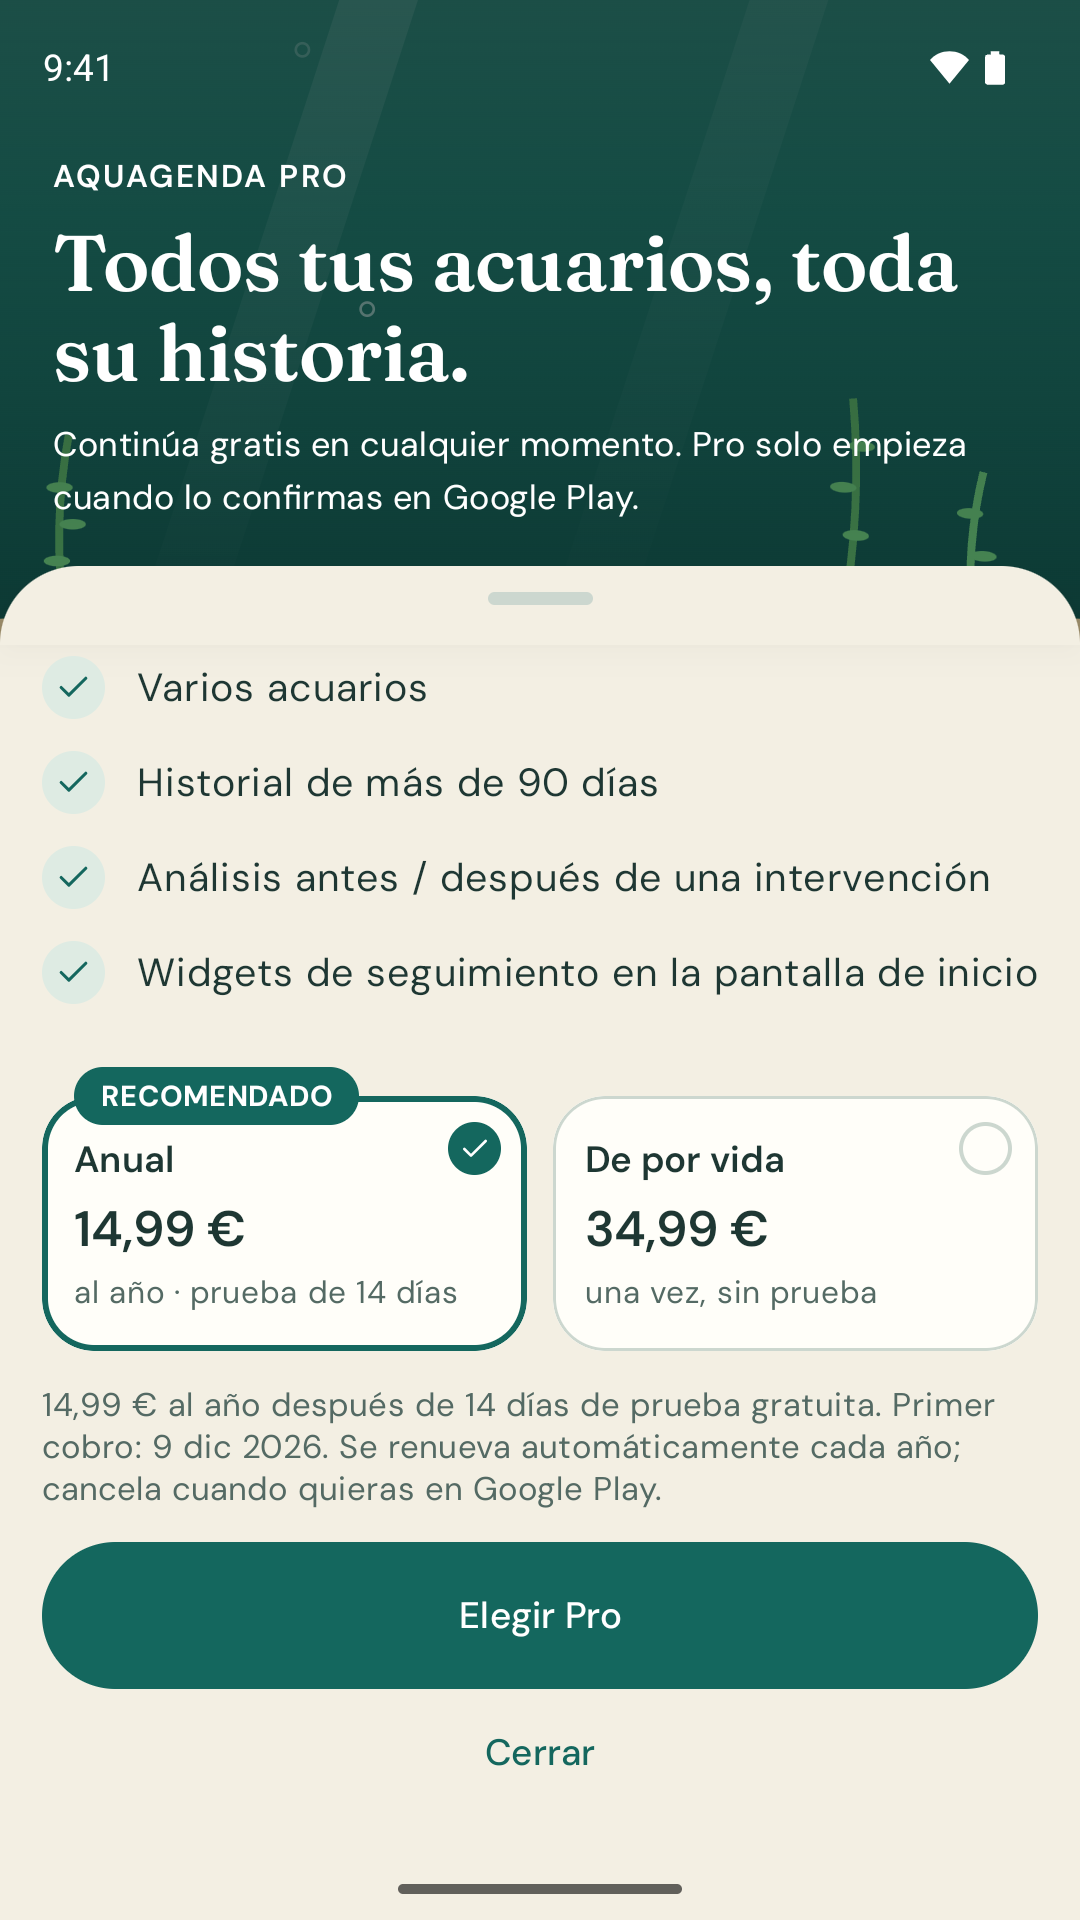 9:41
AQUAGENDA PRO
Todos tus acuarios, toda
su historia.
Continúa gratis en cualquier momento. Pro solo empieza
cuando lo confirmas en Google Play.
Varios acuarios
Historial de más de 90 días
Análisis antes / después de una intervención
Widgets de seguimiento en la pantalla de inicio
RECOMENDADO
Anual
14,99 €
al año · prueba de 14 días
De por vida
34,99 €
una vez, sin prueba
14,99 € al año después de 14 días de prueba gratuita. Primer
cobro: 9 dic 2026. Se renueva automáticamente cada año;
cancela cuando quieras en Google Play.
Elegir Pro
Cerrar